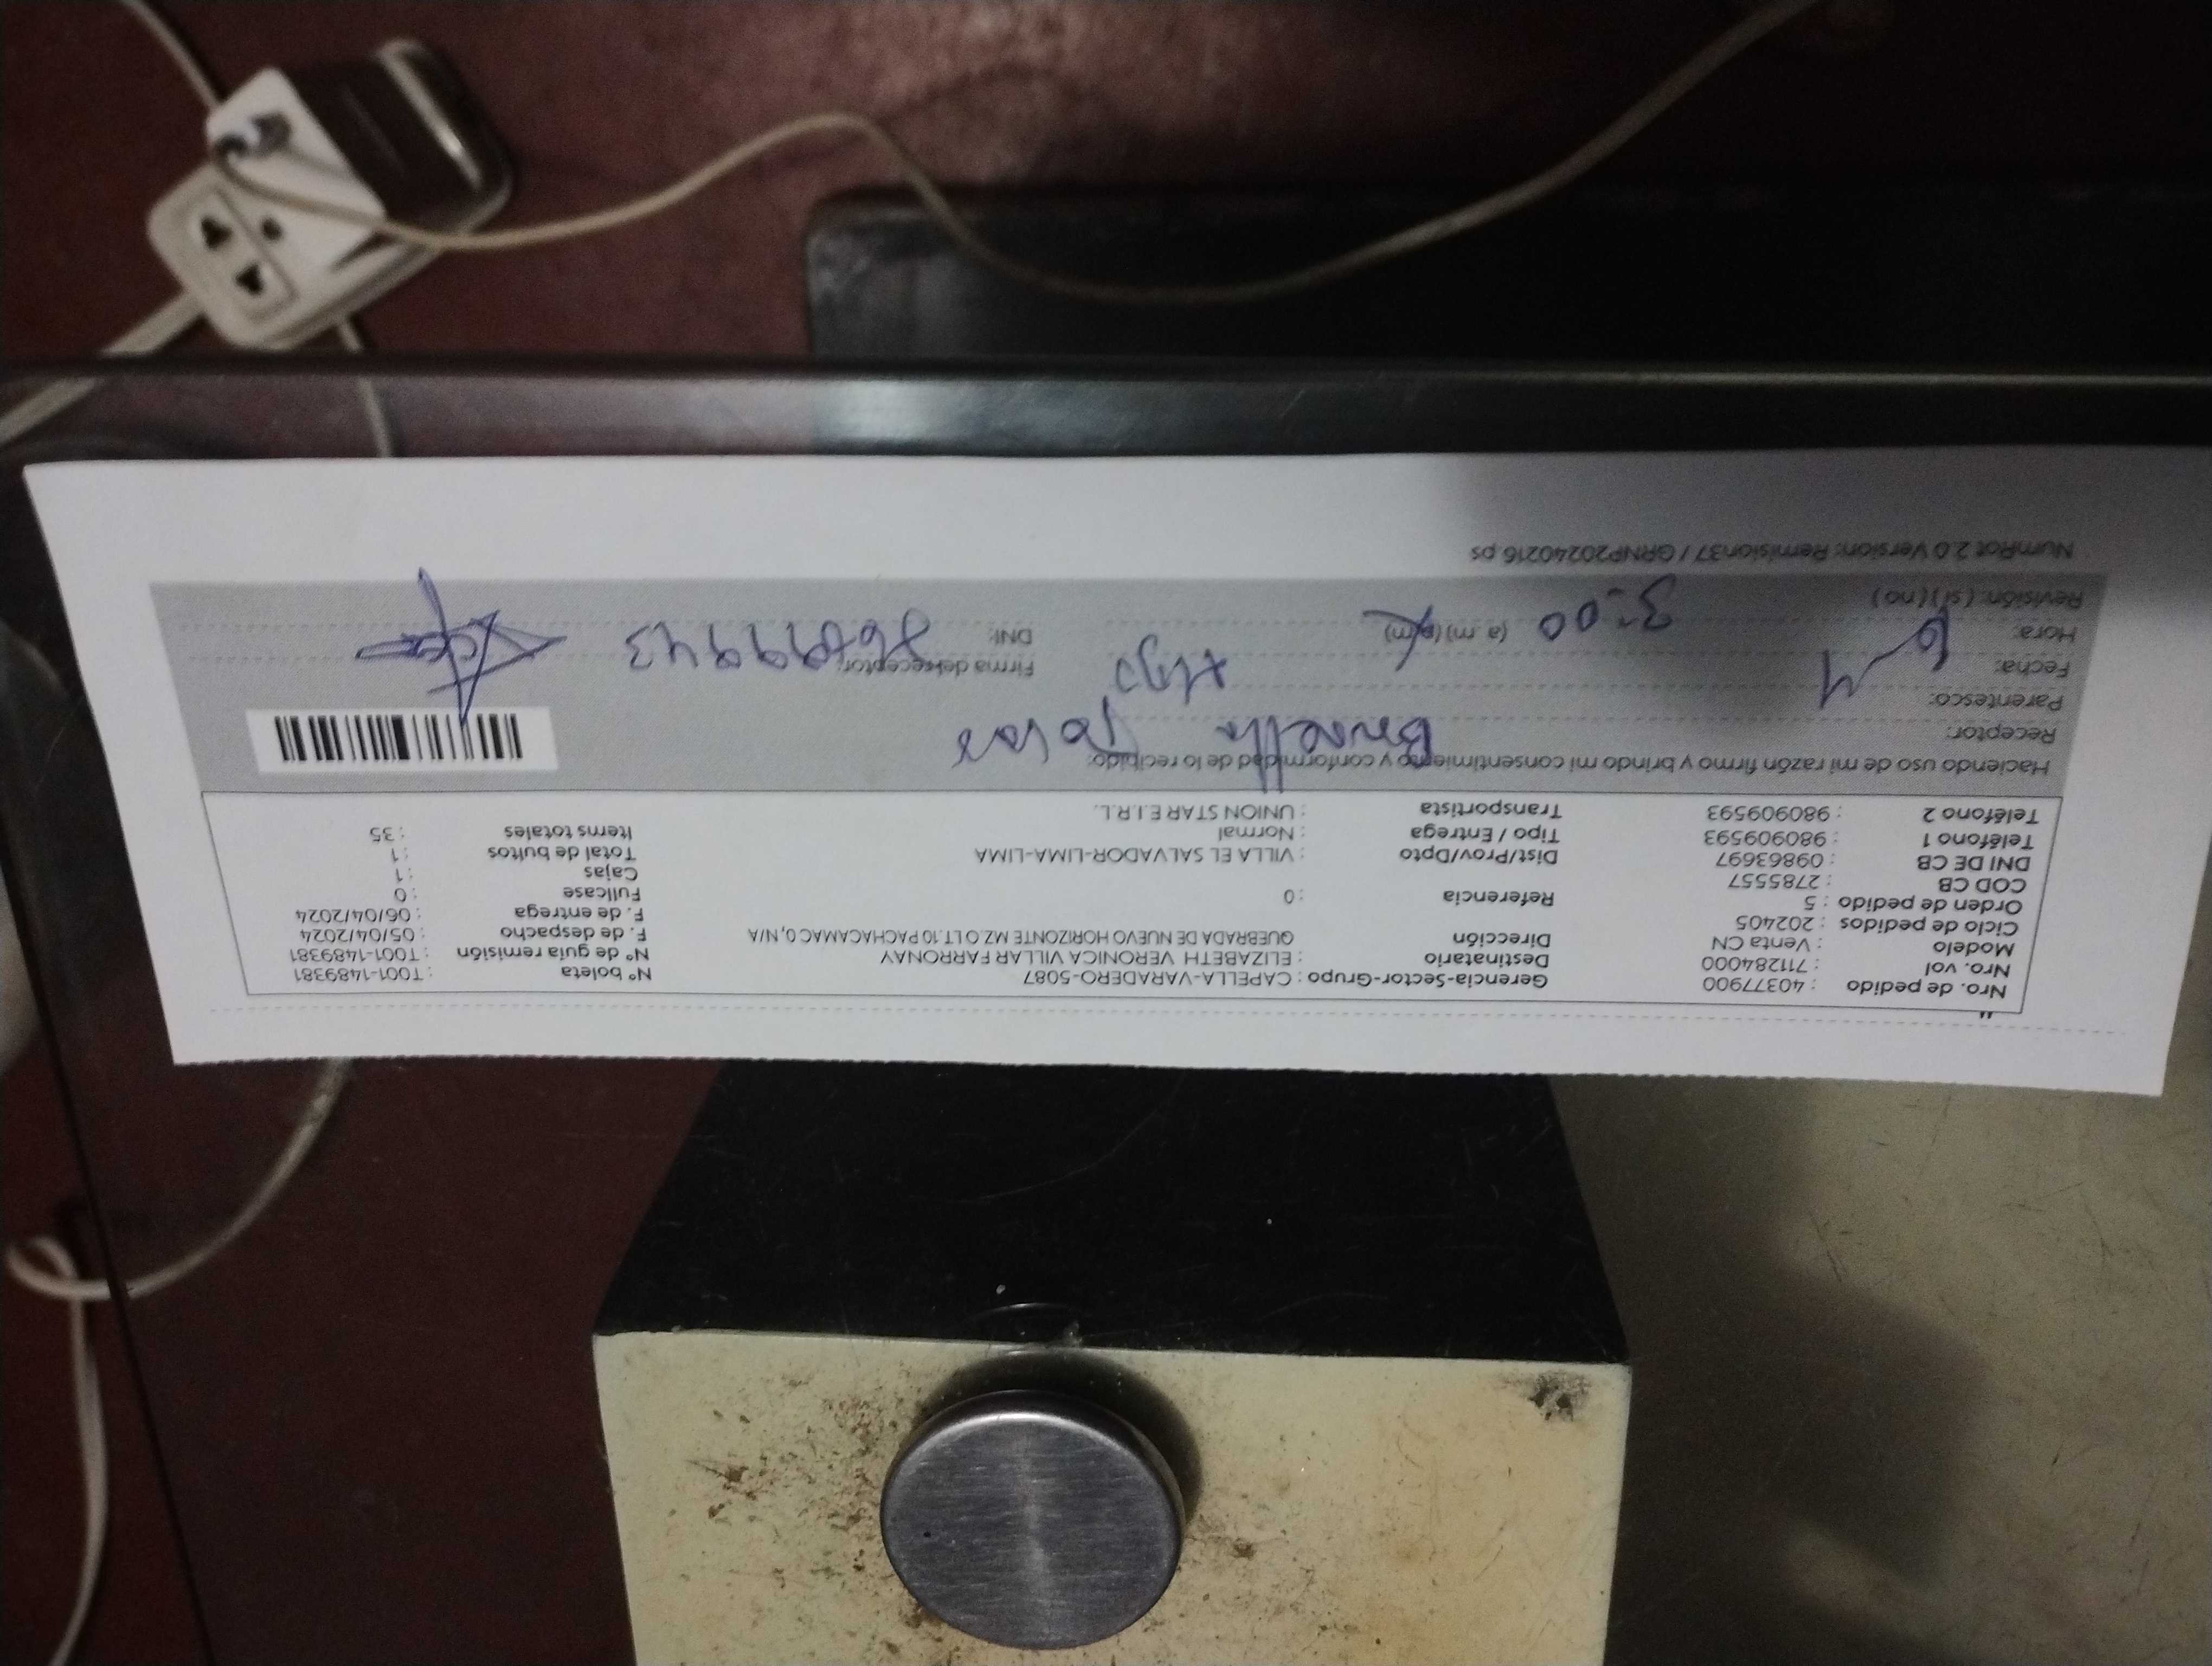 Nro. de pedido : 40377900 Gerencia-Sector-Grupo : CAPELLA-VARADERO-5087 N° boleta : T001-1489381
Nro. vol : 711284000 Destinatario : ELIZABETH VERONICA VILLAR FARRONAY N° de guía remisión : T001-1489381
Modelo : Venta CN Dirección QUEBRADA DE NUEVO HORIZONTE MZ.O LT.10 PACHACAMAC 0, N/A F. de despacho : 05/04/2024
Ciclo de pedidos : 202405 F. de entrega : 06/04/2024
Orden de pedido : 5 Referencia : 0 Fullcase : 0
COD CB : 2785557 Cajas : 1
DNI DE CB : 09863697 Dist/Prov/Dpto : VILLA EL SALVADOR-LIMA-LIMA Total de bultos : 1
Teléfono 1 : 980909593 Tipo / Entrega : Normal Items totales : 35
Teléfono 2 : 980909593 Transportista : UNION STAR E.I.R.L.
Haciendo uso de mi razón firmo y brindo mi consentimiento y conformidad de lo recibido:
Receptor:
Parentesco:
Fecha: Firma del receptor:
Hora: 3:00 (a m) (p m) DNI:
Revisión: (si) (no)
NumRot 2.0 Version: Remision37 / GRNP20240216.ps